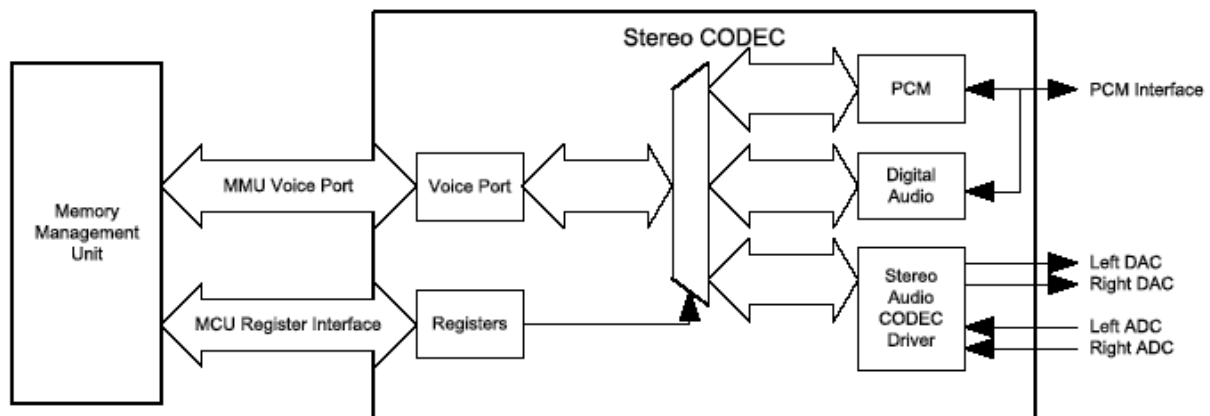 Stereo CODEC
Memory
Management
Unit
MMU Voice Port
Voice Port
MCU Register Interface
Registers
PCM
PCM Interface
Digital
Audio
Stereo
Audio
CODEC
Driver
Left DAC
Right DAC
Left ADC
Right ADC